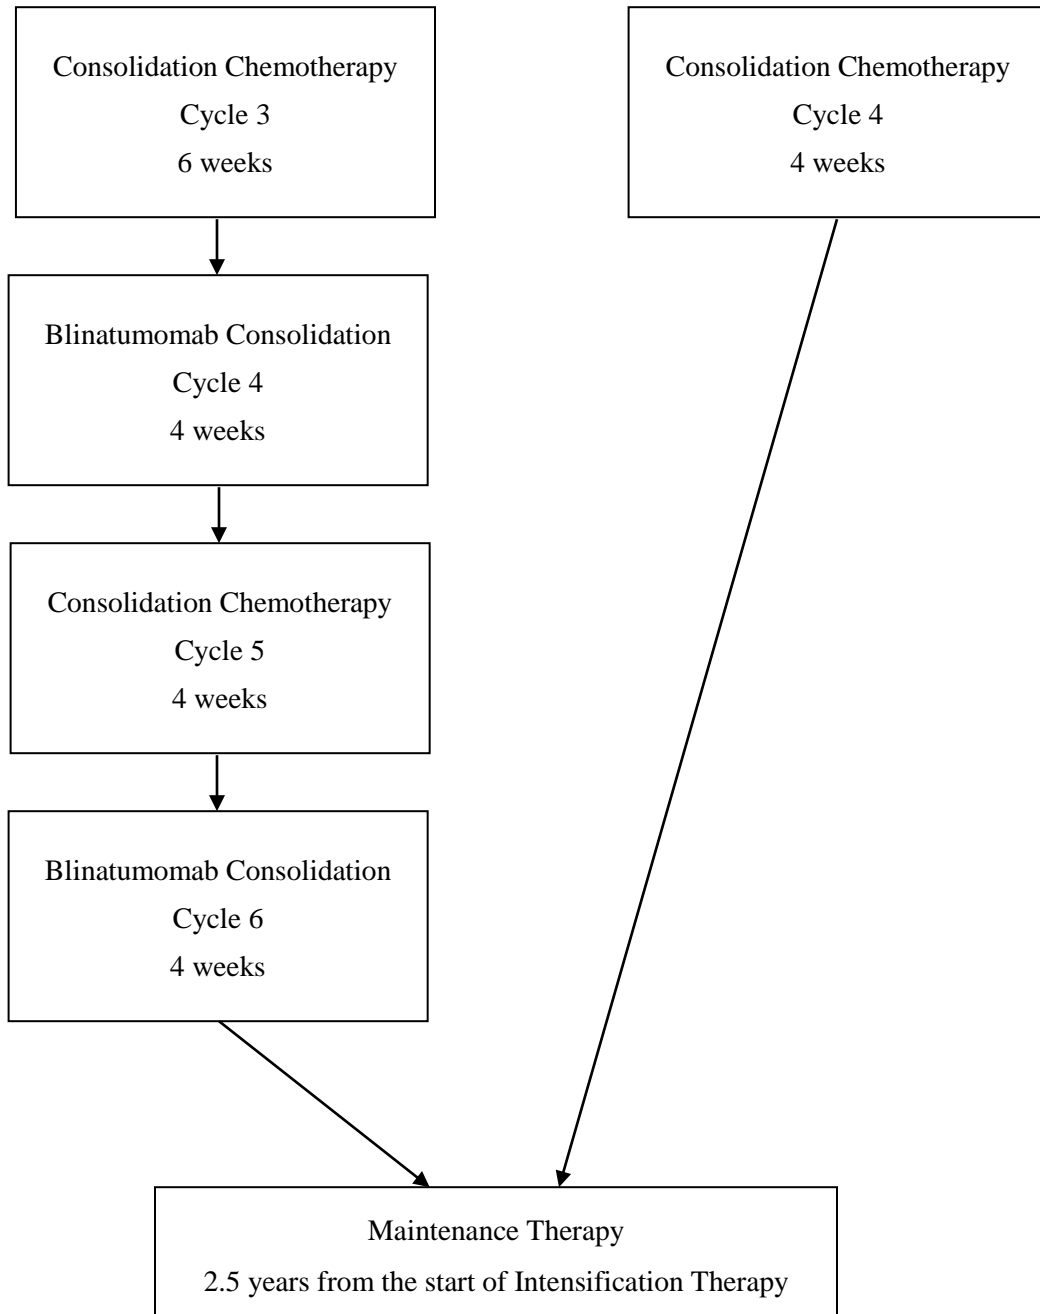 Consolidation Chemotherapy
Cycle 3
6 weeks
Consolidation Chemotherapy
Cycle 4
4 weeks
Blinatumomab Consolidation
Cycle 4
4 weeks
Consolidation Chemotherapy
Cycle 5
4 weeks
Blinatumomab Consolidation
Cycle 6
4 weeks
Maintenance Therapy
2.5 years from the start of Intensification Therapy